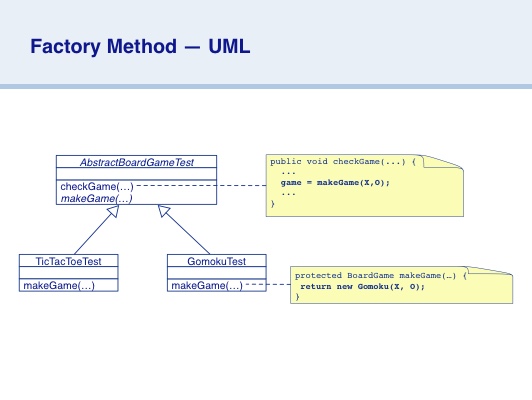 Factory Method — UML
AbstractBoardGameTest
checkGame(…)
makeGame(…)
public void checkGame(...) {
...
game = makeGame(X,O);
...
}
TicTacToeTest
makeGame(…)
GomokuTest
makeGame(…)
protected BoardGame makeGame(…) {
return new Gomoku(X, O);
}